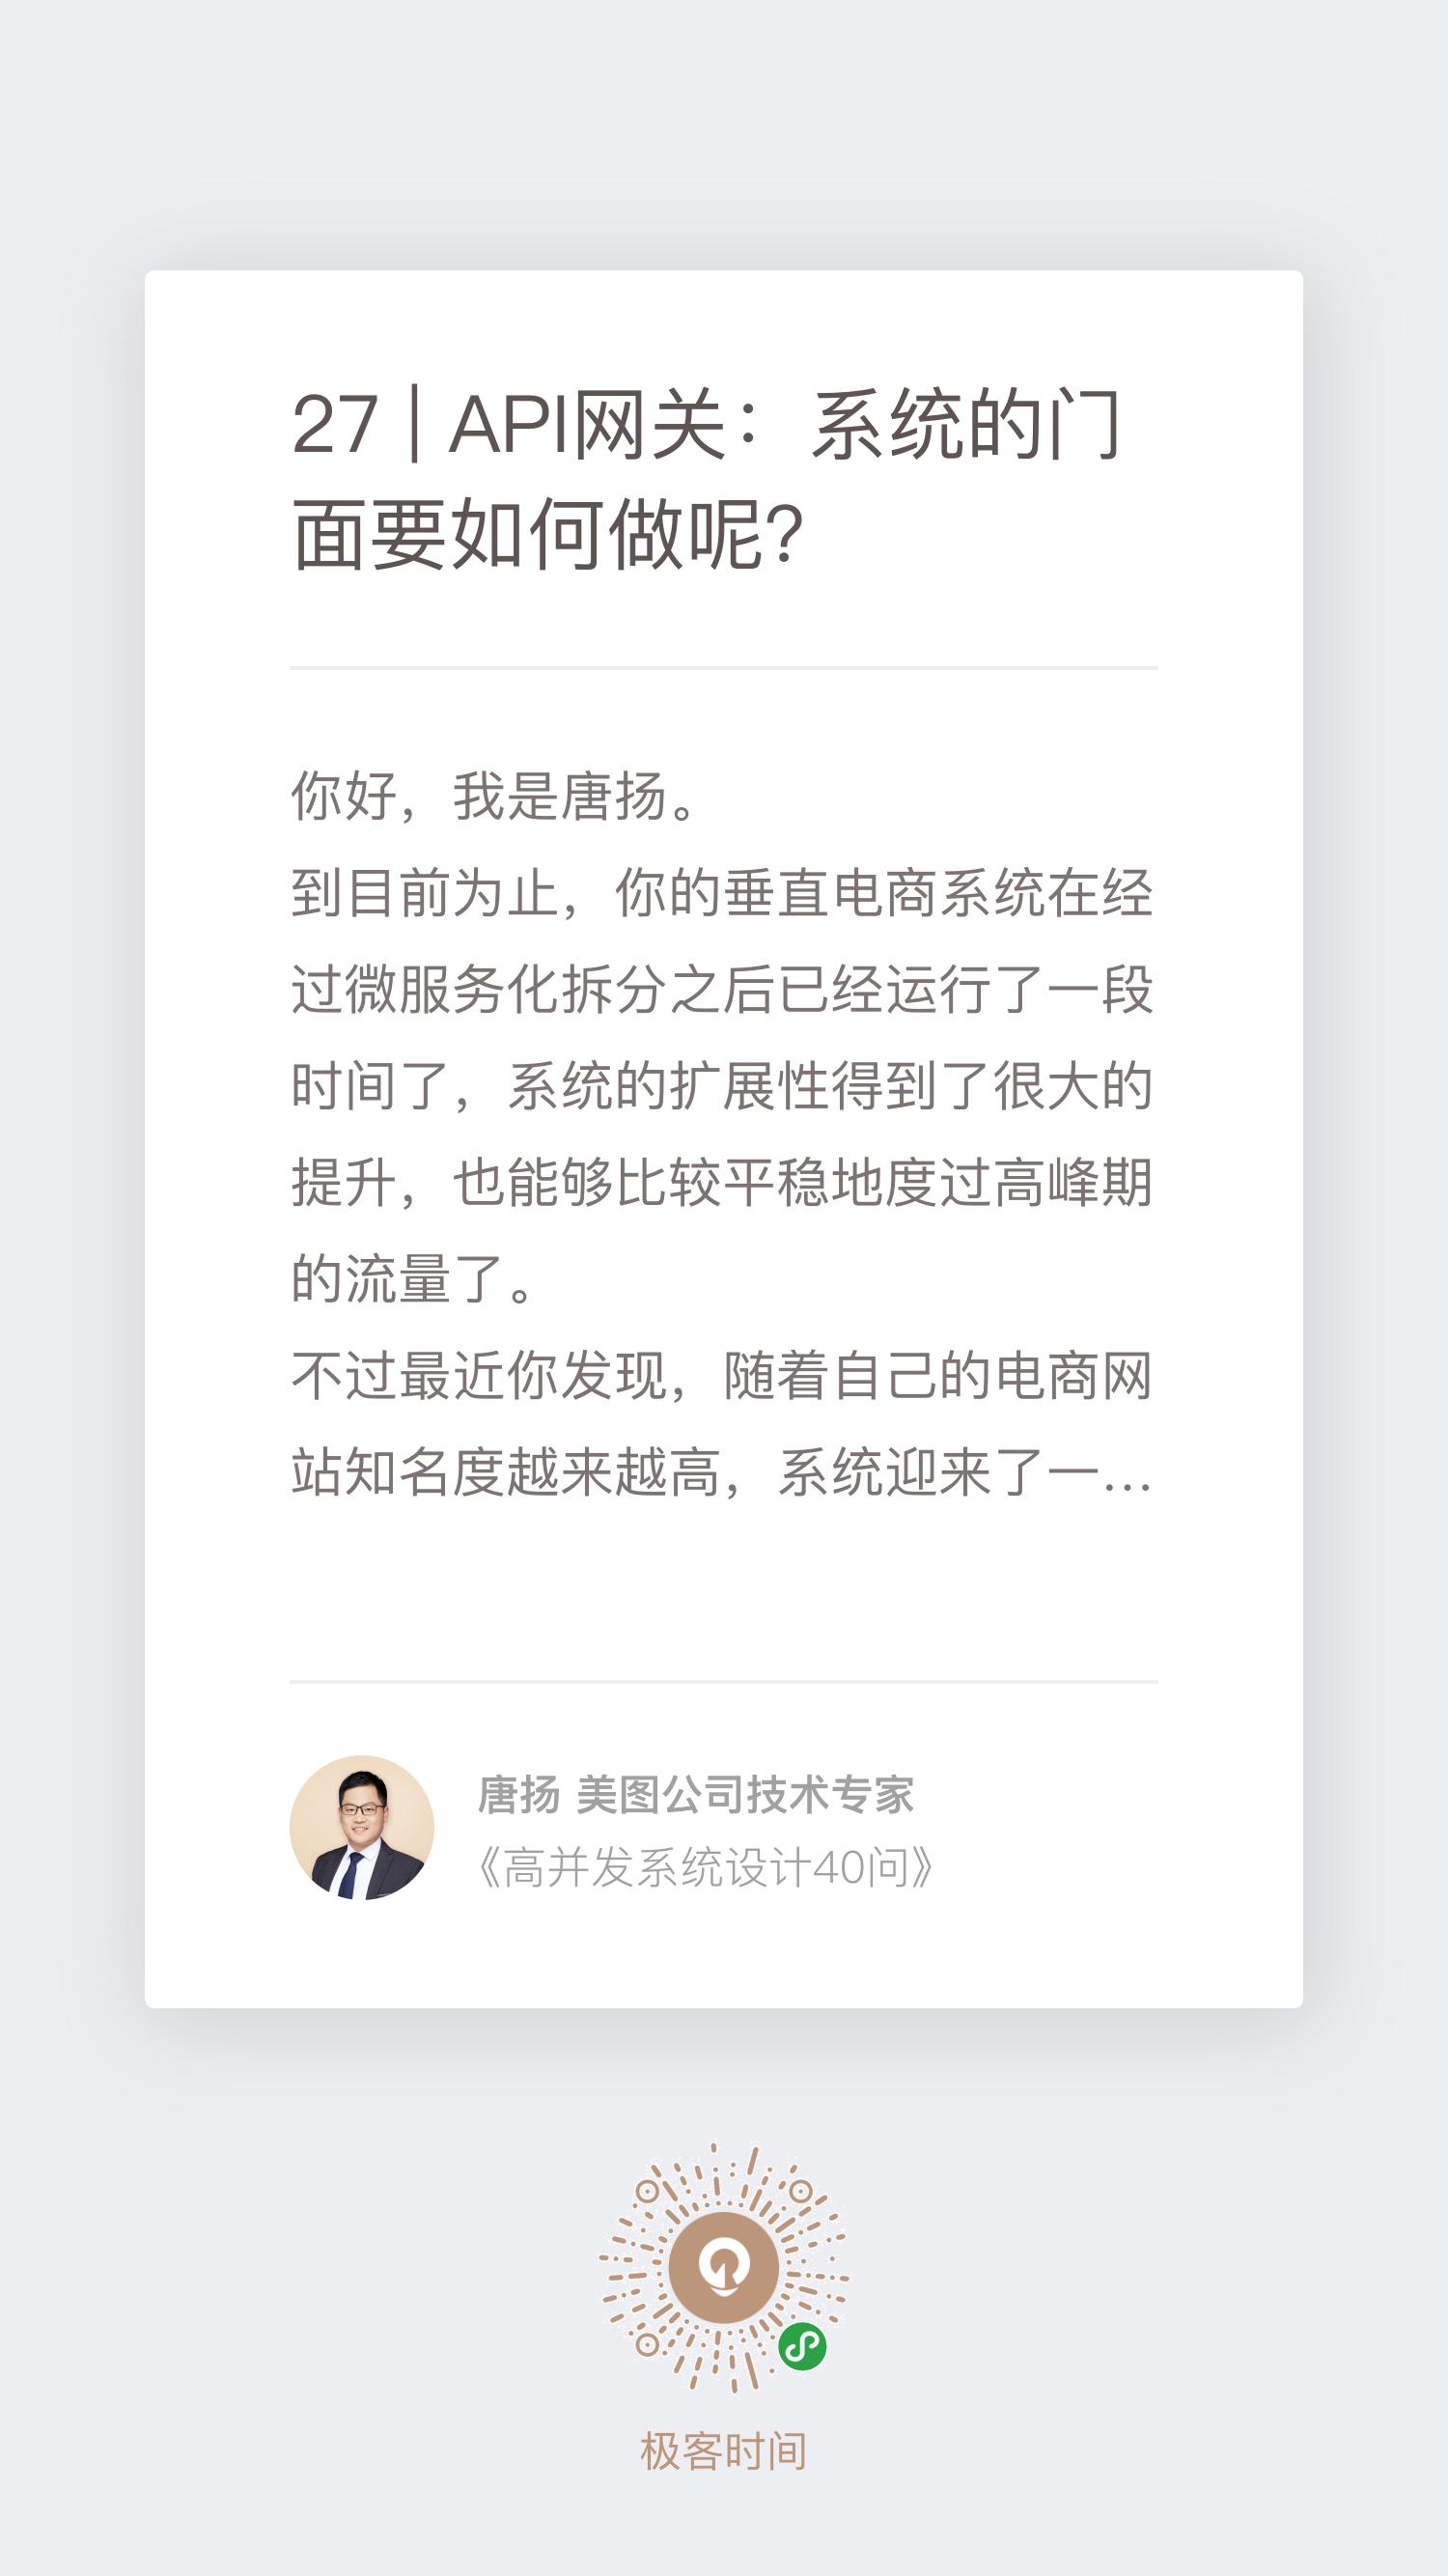 27 | API网关：系统的门
面要如何做呢?
你好，我是唐扬。
到目前为止，你的垂直电商系统在经
过微服务化拆分之后已经运行了一段
时间了，系统的扩展性得到了很大的
提升，也能够比较平稳地度过高峰期
的流量了。
不过最近你发现，随着自己的电商网
站知名度越来越高，系统迎来了一…
唐扬 美图公司技术专家
《高并发系统设计40问》
极客时间